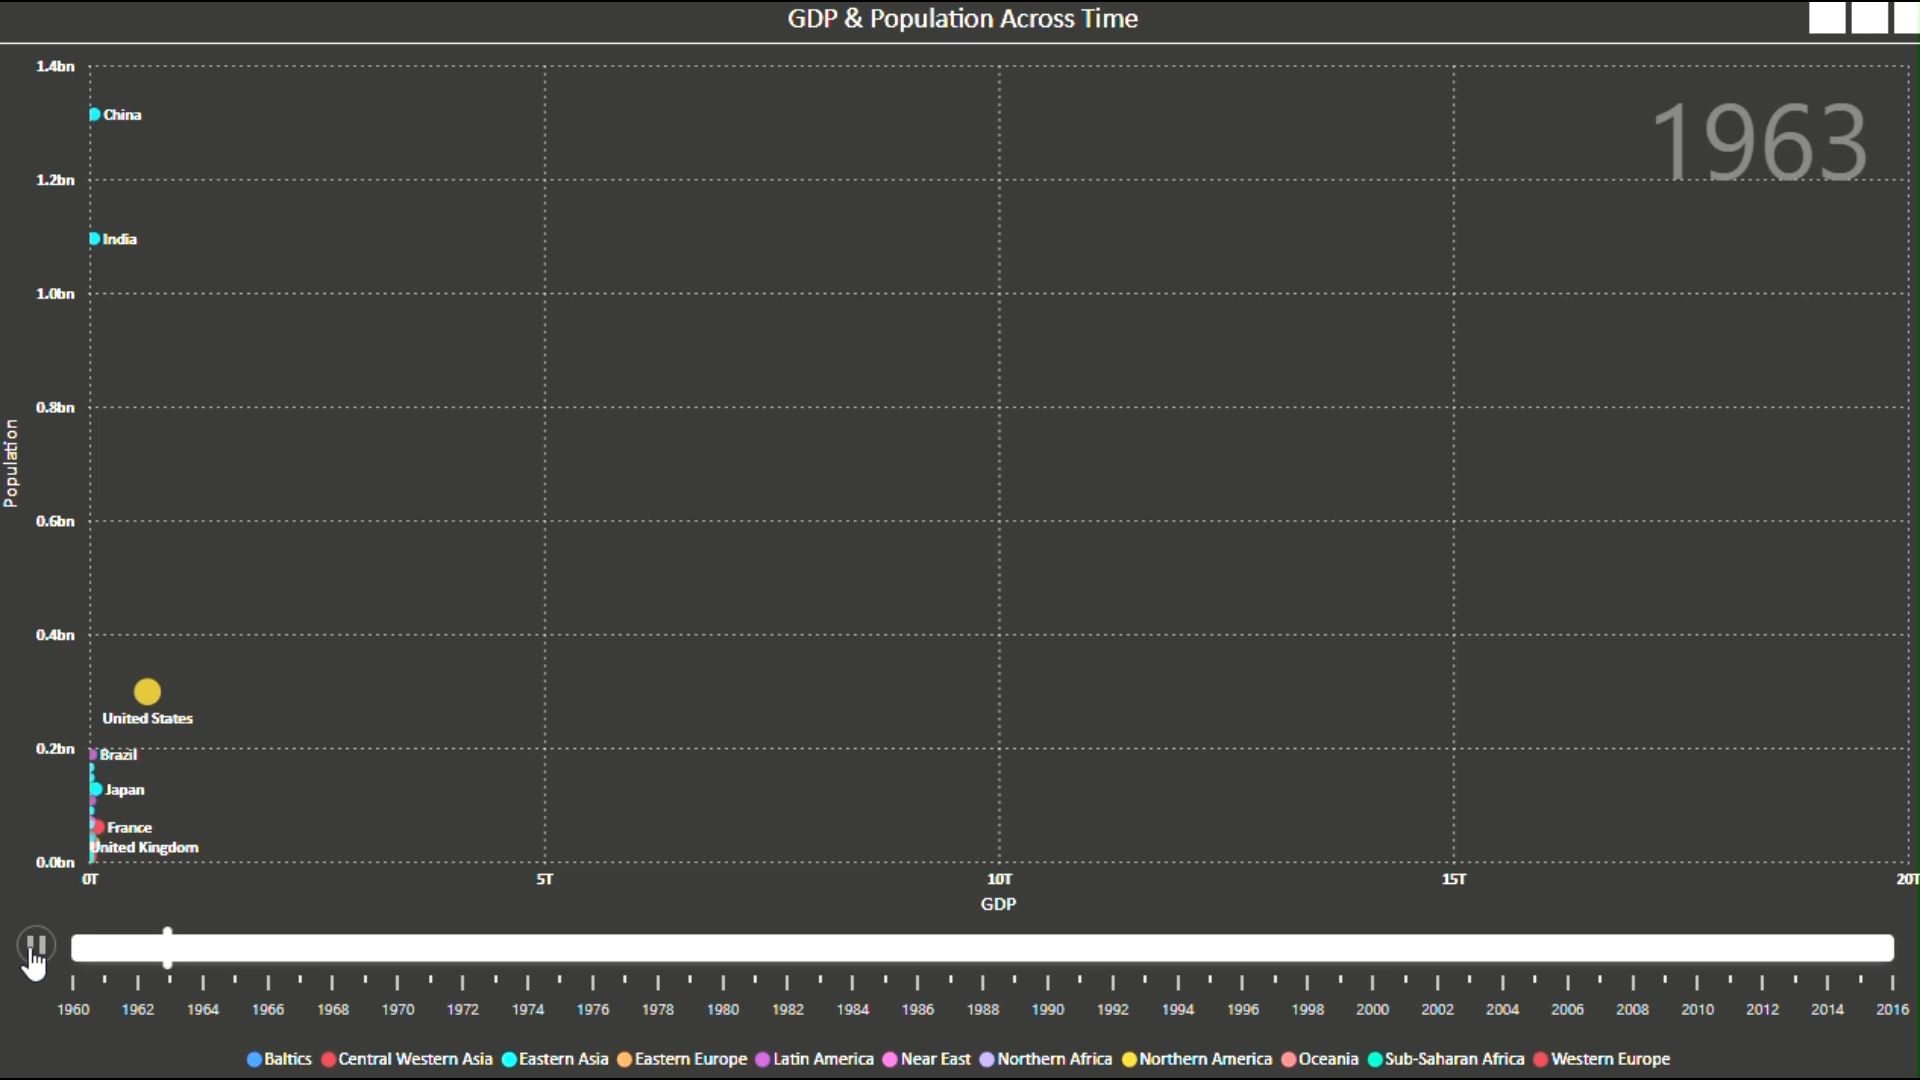 GDP & Population Across Time
1.4bn
China
1963
1.2bn
India
1.0bn
0.8bn
Population
0.6bn
0.4bn
United States
0.2bn
Brazil
Japan
France
United Kingdom
0.0bn
0T 5T 10T 15T 20T
GDP
1960 1962 1964 1966 1968 1970 1972 1974 1976 1978 1980 1982 1984 1986 1988 1990 1992 1994 1996 1998 2000 2002 2004 2006 2008 2010 2012 2014 2016
Baltics Central Western Asia Eastern Asia Eastern Europe Latin America Near East Northern Africa Northern America Oceania Sub-Saharan Africa Western Europe